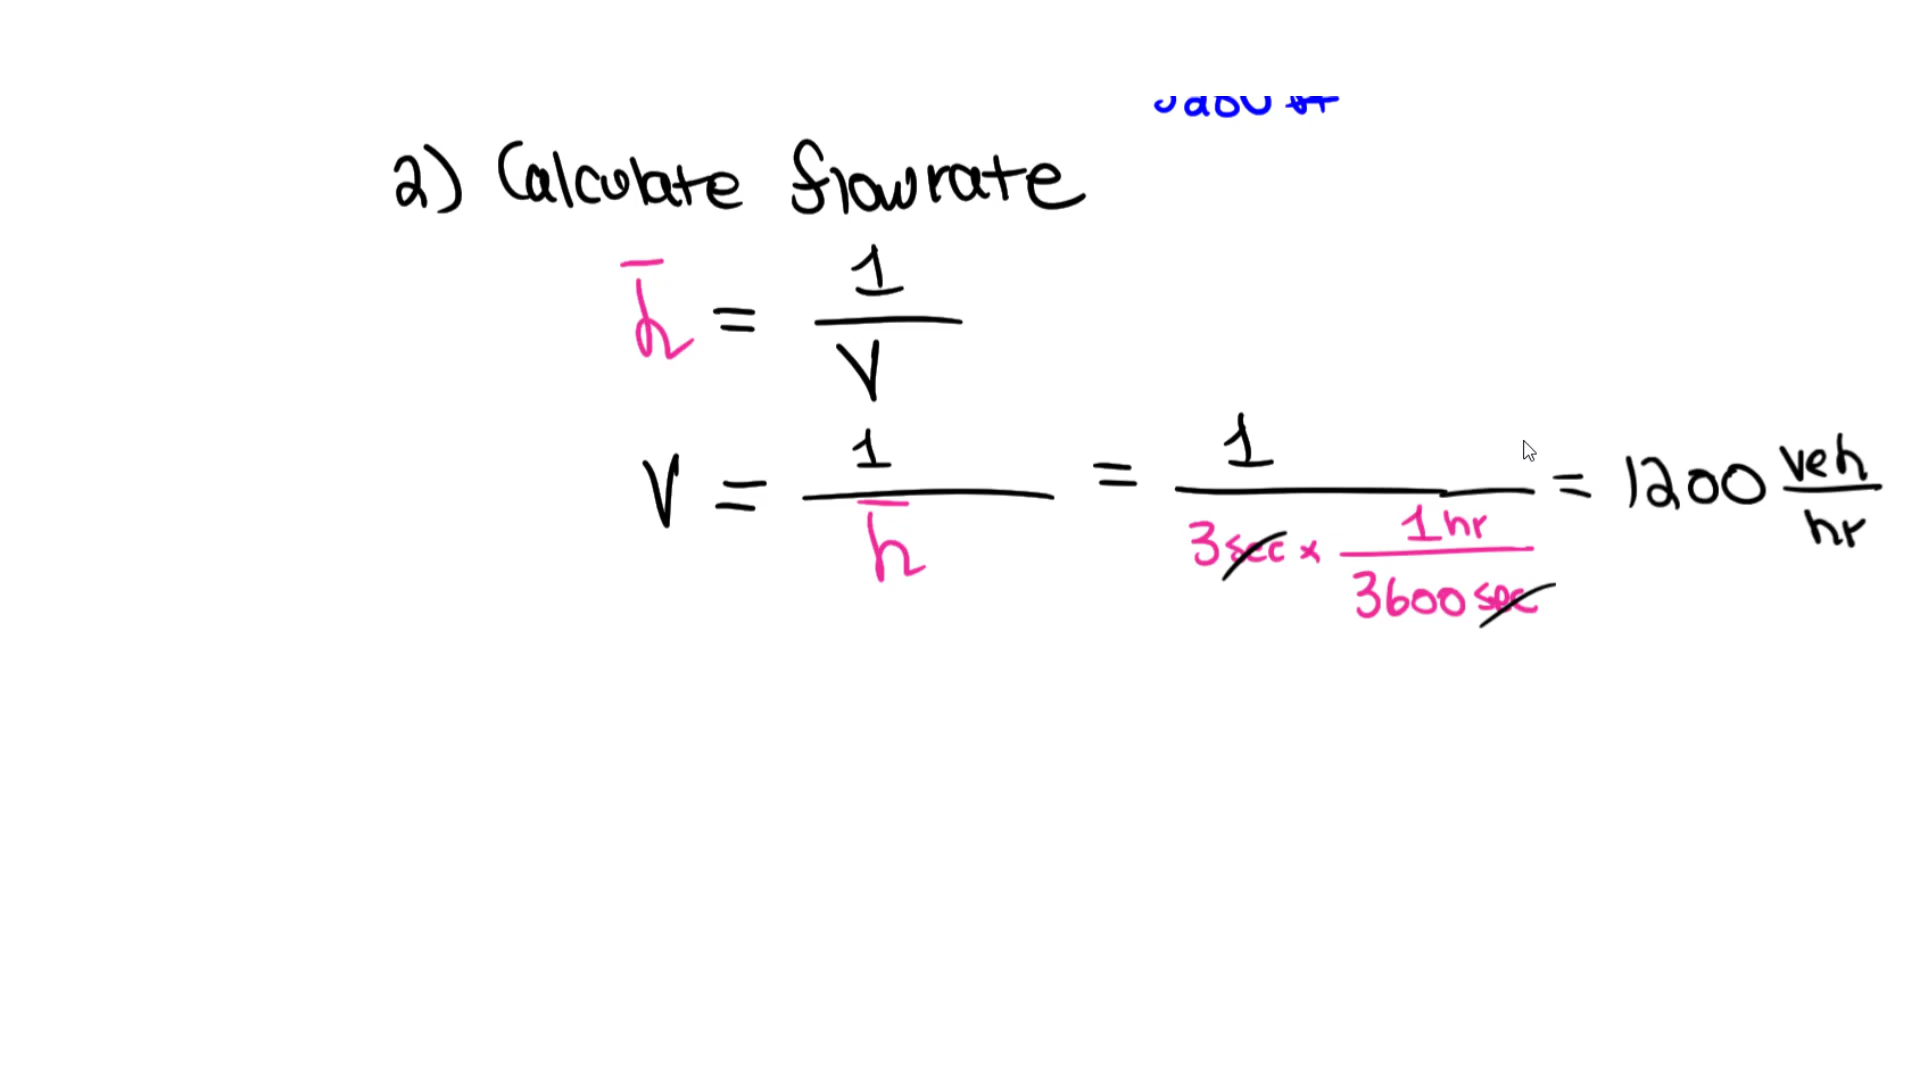 2) Calculate flowrate
h̅ = 1/V
V = 1/h̅ = 1/(3 sec x 1 hr/3600 sec) = 1200 veh/hr